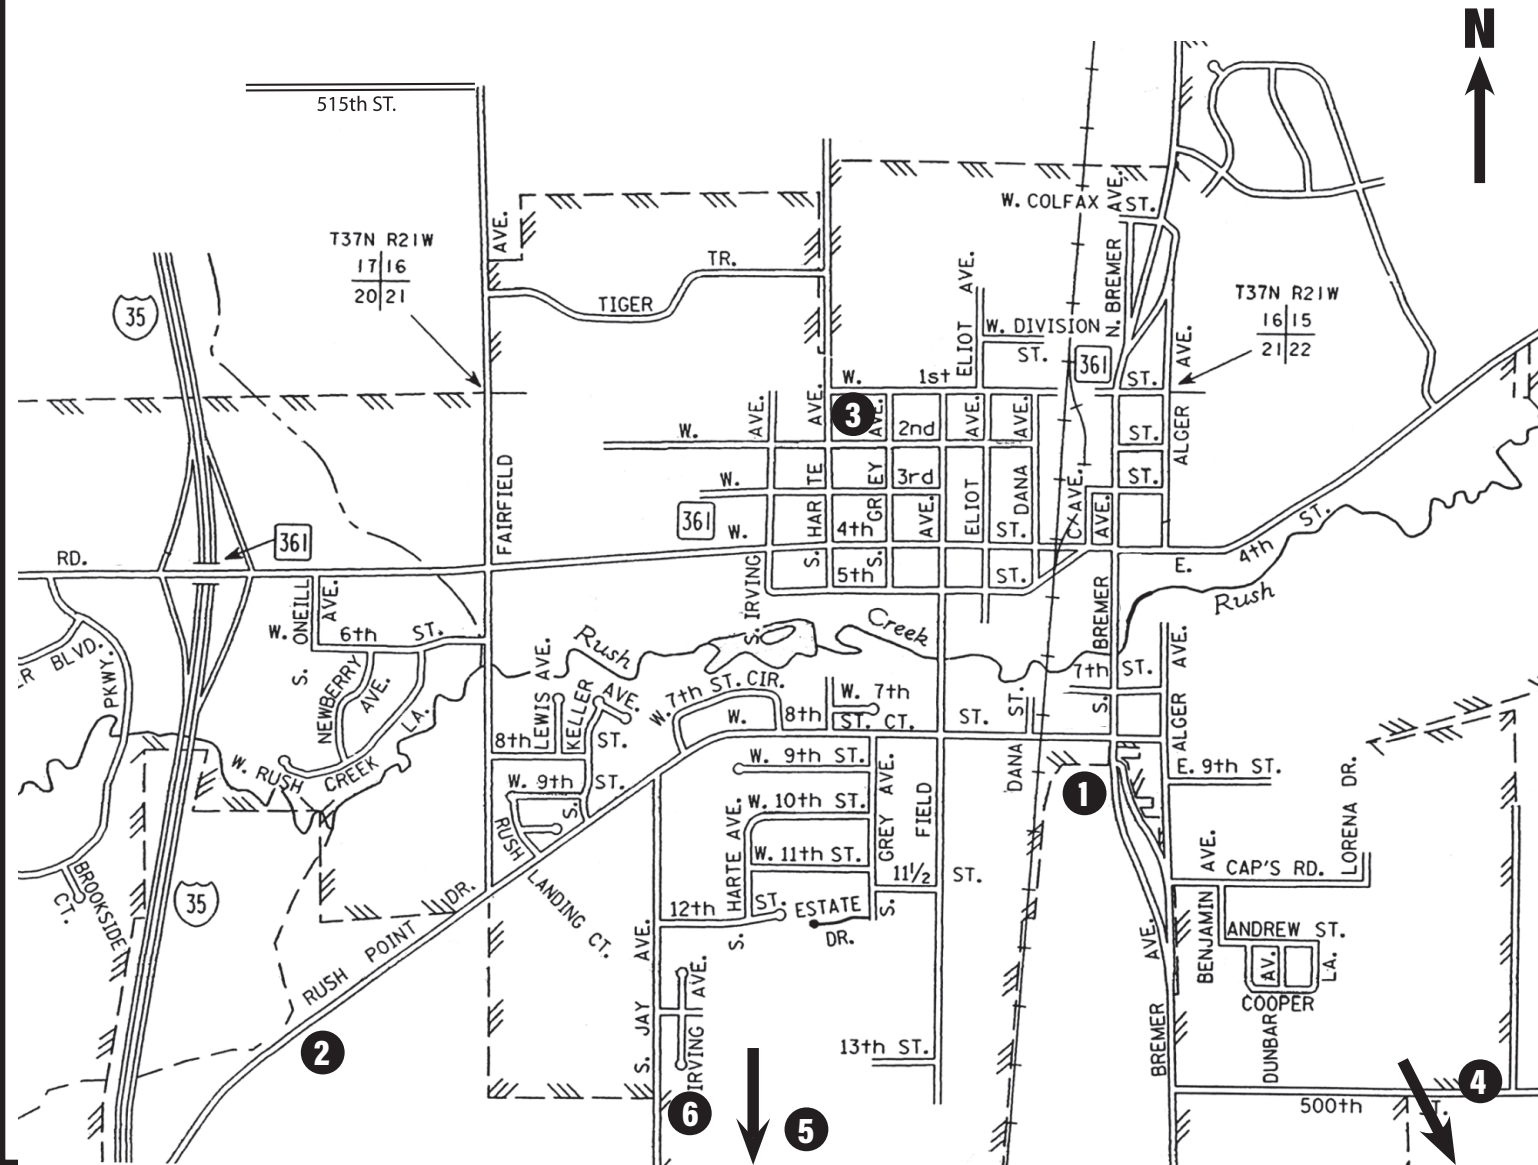 N
515th ST.
AVE.
W. COLFAX AVE. ST.
T37N R21W
17 16
20 21
TR.
TIGER
N. BREMER
ELIOT AVE.
W. DIVISION
ST.
T37N R21W
16 15
21 22
35
361
AVE.
W. 1st ST.
AVE.
AVE.
3
AVE.
2nd
AVE.
AVE.
ST.
ALGER
W.
FAIRFIELD
W.
HARTE
GREY
3rd
AVE.
ELIOT
DANA
C AVE.
ST.
AVE.
361
W.
4th
ST.
ST.
4th
E.
361
RD.
S.
S.
5th
ST.
S. IRVING
BREMER
Rush
S. ONEILL
AVE.
W. 6th ST.
Rush
Creek
BLVD.
PKWY.
NEWBERRY
AVE.
LA.
W. RUSH
CREEK
LEWIS AVE.
KELLER
AVE.
8th
ST.
W. 7th ST. CIR.
W. 8th
W. 7th
ST. CT.
ST.
ST.
DANA
7th ST.
S.
ALGER AVE.
W. 9th ST.
S.
W. 9th ST.
E. 9th ST.
1
RUSH
LANDING CT.
W. 10th ST.
GREY AVE.
S.
FIELD
ST.
LORENA DR.
HARTE AVE.
S.
W. 11th ST.
11 1/2
AVE.
CAP'S RD.
35
BROOKSIDE
CT.
DR.
POINT
RUSH
12th
ST.
ESTATE
DR.
BENJAMIN
ANDREW ST.
AV.
LA.
COOPER
DUNBAR
S. JAY AVE.
IRVING AVE.
BREMER AVE.
13th ST.
2
6
5
4
500th ST.